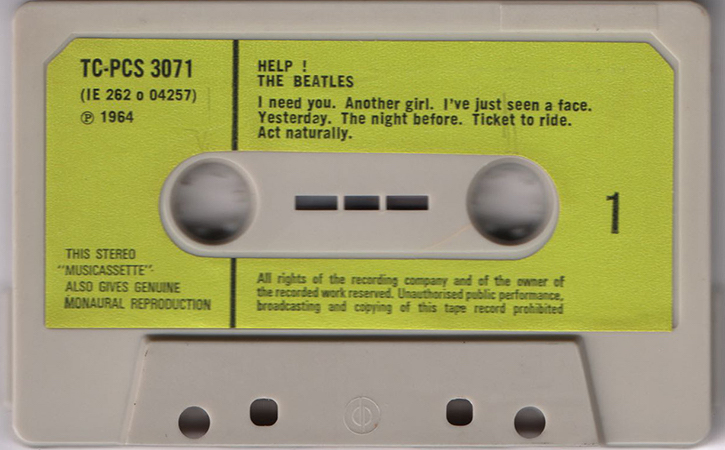 TC-PCS 3071
(IE 262 o 04257)
℗ 1964
HELP !
THE BEATLES
I need you. Another girl. I've just seen a face.
Yesterday. The night before. Ticket to ride.
Act naturally.
1
THIS STEREO
"MUSICASSETTE"
ALSO GIVES GENUINE
MONAURAL REPRODUCTION
All rights of the recording company and of the owner of
the recorded work reserved. Unauthorised public performance,
broadcasting and copying of this tape record prohibited